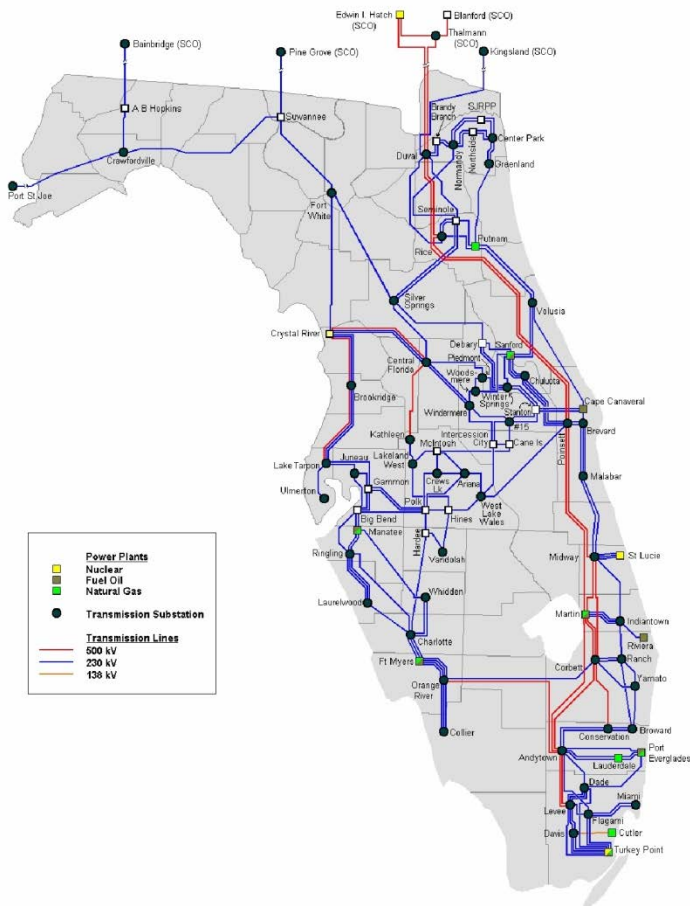 Edwin I. Hatch
(SCO)
Blanford (SCO)
Thalmann
(SCO)
Bainbridge (SCO)
Pine Grove (SCO)
Kingsland (SCO)
A B Hopkins
Suwannee
Brandy
Branch
SJRPP
Crawfordville
Duval
Normandy
Northside
Center Park
Greenland
Port St Joe
Fort
White
Seminole
Rice
Putnam
Silver
Springs
Volusia
Crystal River
Debary
Sanford
Piedmont
Central
Florida
Woods-
mere
Chuluota
Winter
Springs
Brookridge
Windermere
Stanton
Cape Canaveral
#15
Brevard
Poinsett
Kathleen
Intercession
City
Cane Is.
McIntosh
Lake Tarpon
Juneau
Lakeland
West
Malabar
Ulmerton
Gannon
Crews
Lk
Arena
West
Lake
Wales
Polk
Hines
Big Bend
Manatee
Hardee
Vandolah
Ringling
Midway
St Lucie
Whidden
Laurelwood
Martin
Indiantown
Riviera
Charlotte
Ft Myers
Corbett
Ranch
Orange
River
Yamato
Collier
Conservation
Broward
Andytown
Port
Everglades
Lauderdale
Dade
Miami
Levee
Flagami
Davis
Cutler
Turkey Point
Power Plants
Nuclear
Fuel Oil
Natural Gas
Transmission Substation
Transmission Lines
500 kV
230 kV
138 kV